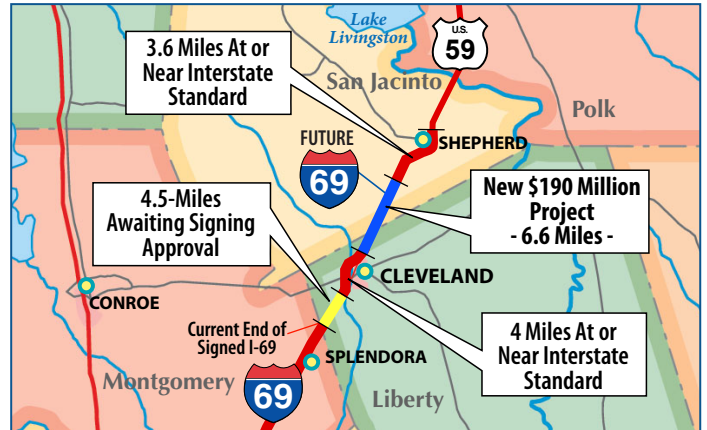 Lake
Livingston
U.S.
59
3.6 Miles At or
Near Interstate
Standard
San Jacinto
Polk
SHEPHERD
FUTURE
69
4.5-Miles
Awaiting Signing
Approval
New $190 Million
Project
- 6.6 Miles -
CLEVELAND
CONROE
Current End of
Signed I-69
4 Miles At or
Near Interstate
Standard
SPLENDORA
Montgomery
69
Liberty